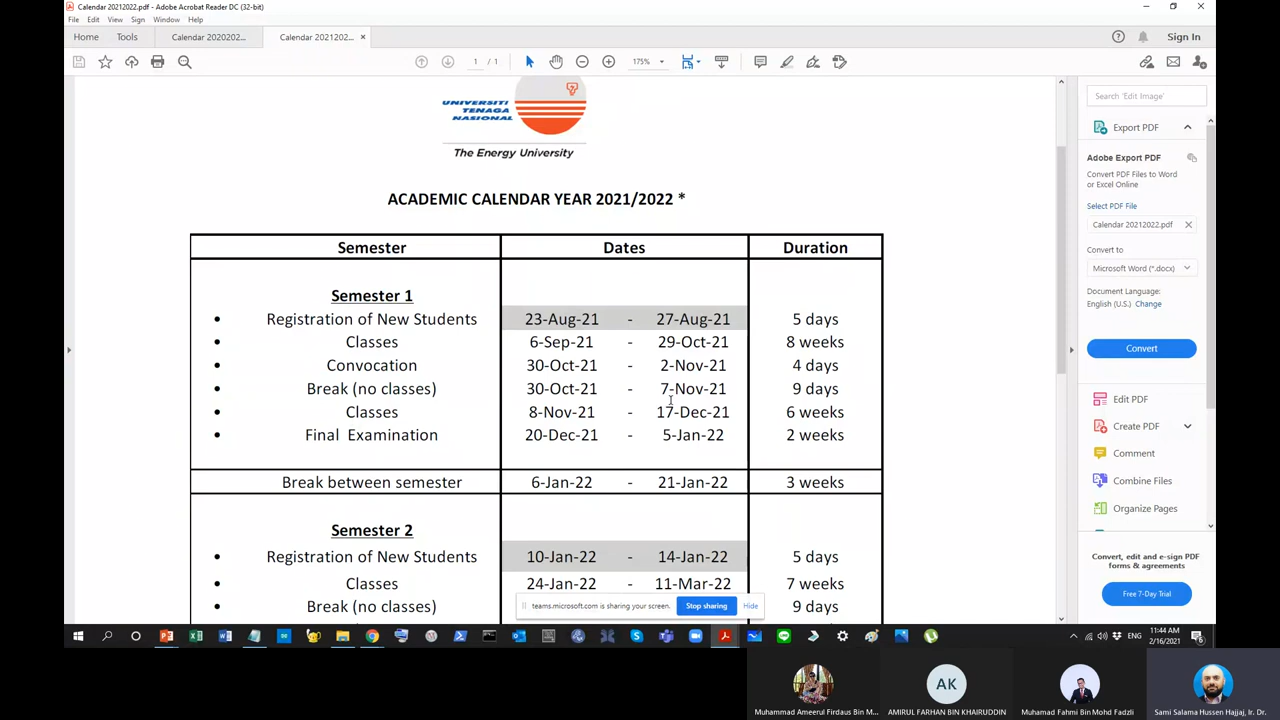 Calendar 20212022.pdf - Adobe Acrobat Reader DC (32-bit)
File Edit View Sign Window Help
Home Tools Calendar 2020202... Calendar 2021202... × Sign In
1 / 1 175%
UNIVERSITI
TENAGA
NASIONAL
The Energy University
ACADEMIC CALENDAR YEAR 2021/2022 *
Semester Dates Duration
Semester 1
• Registration of New Students 23-Aug-21 - 27-Aug-21 5 days
• Classes 6-Sep-21 - 29-Oct-21 8 weeks
• Convocation 30-Oct-21 - 2-Nov-21 4 days
• Break (no classes) 30-Oct-21 - 7-Nov-21 9 days
• Classes 8-Nov-21 - 17-Dec-21 6 weeks
• Final Examination 20-Dec-21 - 5-Jan-22 2 weeks
Break between semester 6-Jan-22 - 21-Jan-22 3 weeks
Semester 2
• Registration of New Students 10-Jan-22 - 14-Jan-22 5 days
• Classes 24-Jan-22 - 11-Mar-22 7 weeks
• Break (no classes) 9 days
Search 'Edit Image'
Export PDF
Adobe Export PDF
Convert PDF Files to Word
or Excel Online
Select PDF File
Calendar 20212022.pdf ×
Convert to
Microsoft Word (*.docx)
Document Language:
English (U.S.) Change
Convert
Edit PDF
Create PDF
Comment
Combine Files
Organize Pages
Convert, edit and e-sign PDF
forms & agreements
Free 7-Day Trial
teams.microsoft.com is sharing your screen. Stop sharing Hide
ENG
11:44 AM
2/16/2021
AK
Muhammad Ameerul Firdaus Bin M... AMIRUL FARHAN BIN KHAIRUDDIN Muhamad Fahmi Bin Mohd Fadzli Sami Salama Hussen Hajjaj, Ir. Dr.